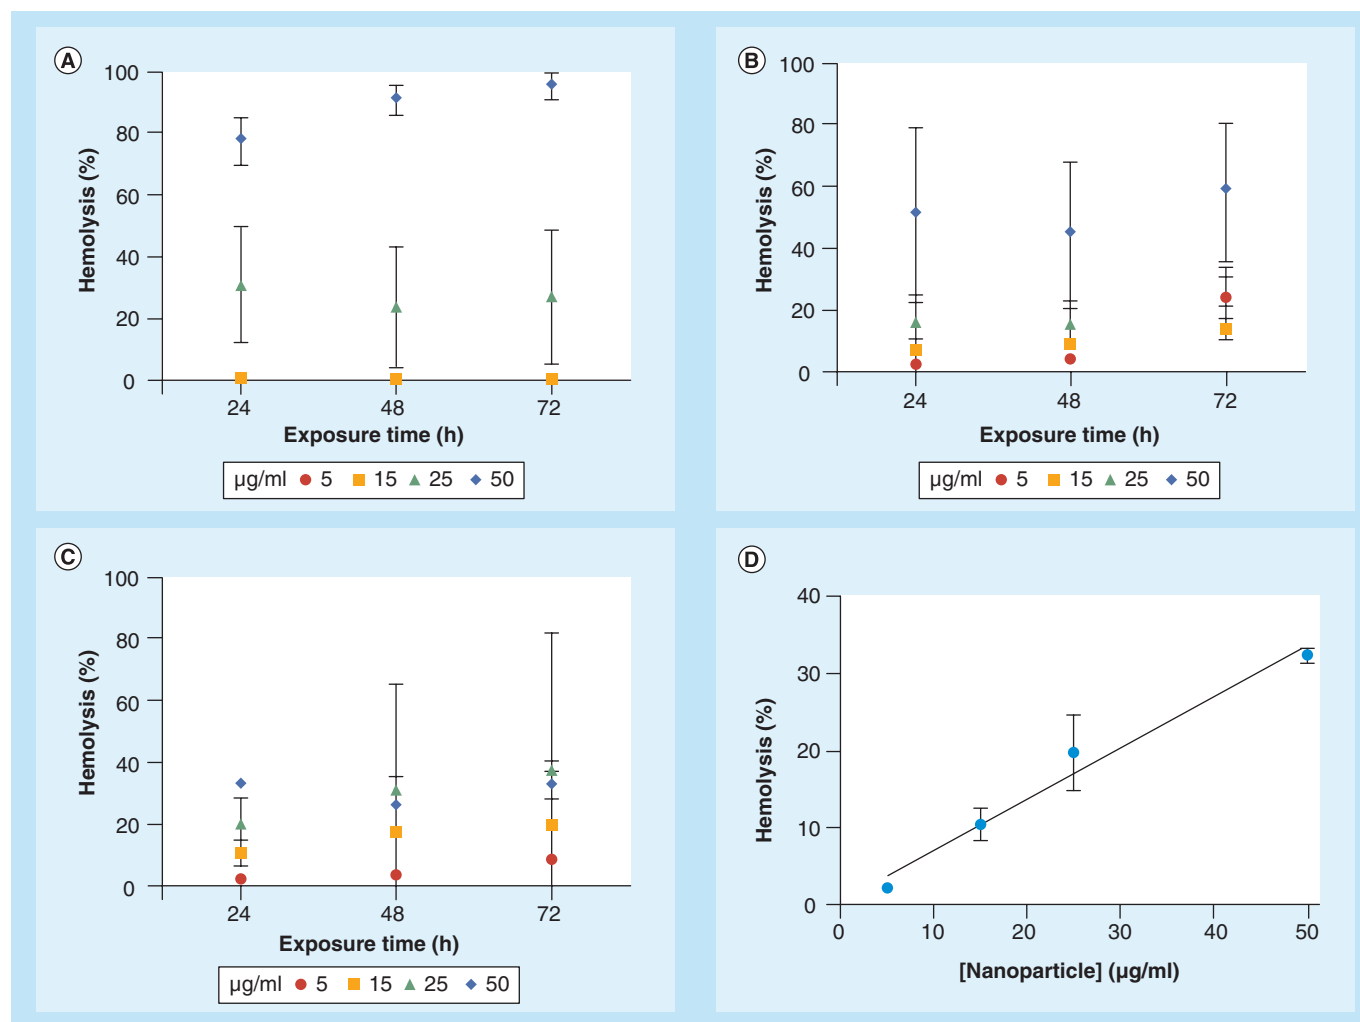 A
100
80
60
40
20
0
Hemolysis (%)
24 48 72
Exposure time (h)
µg/ml 5 15 25 50
B
100
80
60
40
20
0
Hemolysis (%)
24 48 72
Exposure time (h)
µg/ml 5 15 25 50
C
100
80
60
40
20
0
Hemolysis (%)
24 48 72
Exposure time (h)
µg/ml 5 15 25 50
D
40
30
20
10
0
Hemolysis (%)
0 10 20 30 40 50
[Nanoparticle] (µg/ml)